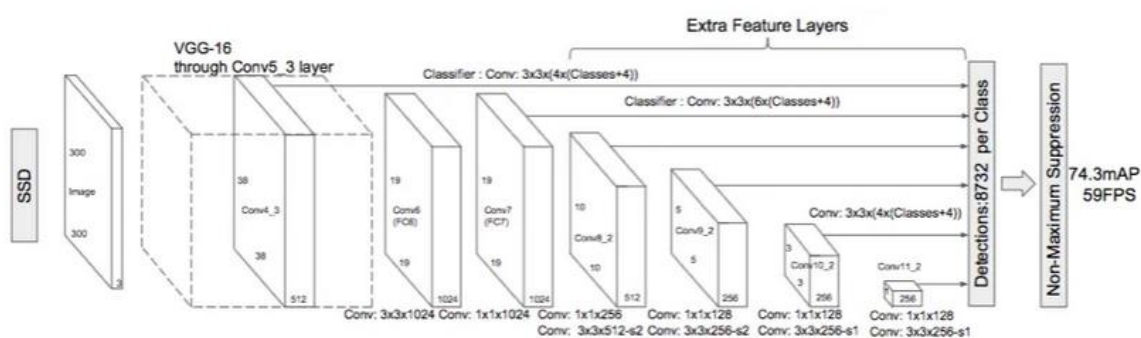 Extra Feature Layers
VGG-16
through Conv5_3 layer
Classifier : Conv: 3x3x(4x(Classes+4))
Classifier : Conv: 3x3x(6x(Classes+4))
SSD
300
Image
300
3
38
Conv4_3
38
512
19
Conv6
(FC6)
19
1024
19
Conv7
(FC7)
19
1024
10
Conv8_2
10
512
5
Conv9_2
5
256
Conv: 3x3x(4x(Classes+4))
3
Conv10_2
3
256
Conv11_2
256
Detections:8732 per Class
Non-Maximum Suppression
74.3mAP
59FPS
Conv: 3x3x1024
Conv: 1x1x1024
Conv: 1x1x256
Conv: 3x3x512-s2
Conv: 1x1x128
Conv: 3x3x256-s2
Conv: 1x1x128
Conv: 3x3x256-s1
Conv: 1x1x128
Conv: 3x3x256-s1